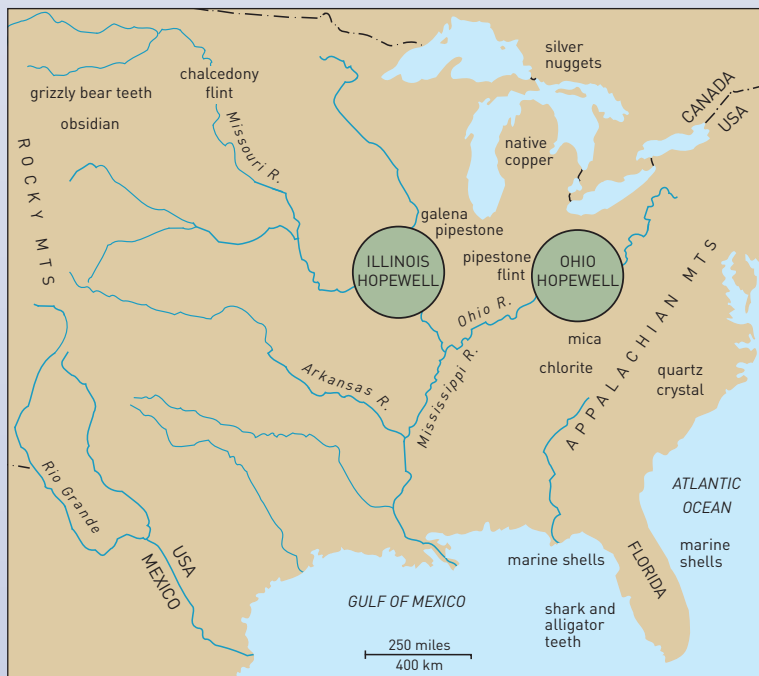 silver
nuggets
chalcedony
flint
grizzly bear teeth
obsidian
CANADA
USA
Missouri R.
native
copper
ROCKY MTS
galena
pipestone
ILLINOIS
HOPEWELL
pipestone
flint
OHIO
HOPEWELL
Ohio R.
mica
chlorite
APPALACHIAN MTS
quartz
crystal
Arkansas R.
Mississippi R.
Rio Grande
ATLANTIC
OCEAN
USA
MEXICO
marine shells
FLORIDA
marine
shells
GULF OF MEXICO
shark and
alligator
teeth
250 miles
400 km